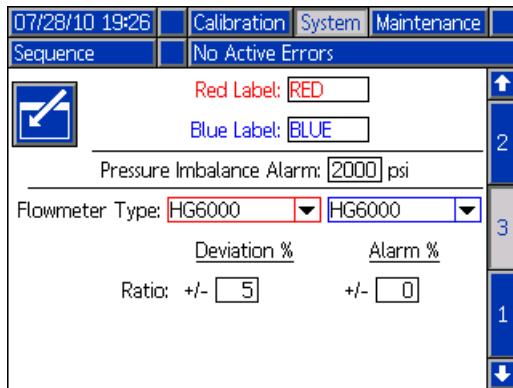 07/28/10 19:26 Calibration System Maintenance
Sequence No Active Errors
Red Label: RED
Blue Label: BLUE
2
Pressure Imbalance Alarm: 2000 psi
Flowmeter Type: HG6000 HG6000
3
Deviation % Alarm %
Ratio: +/- 5 +/- 0
1